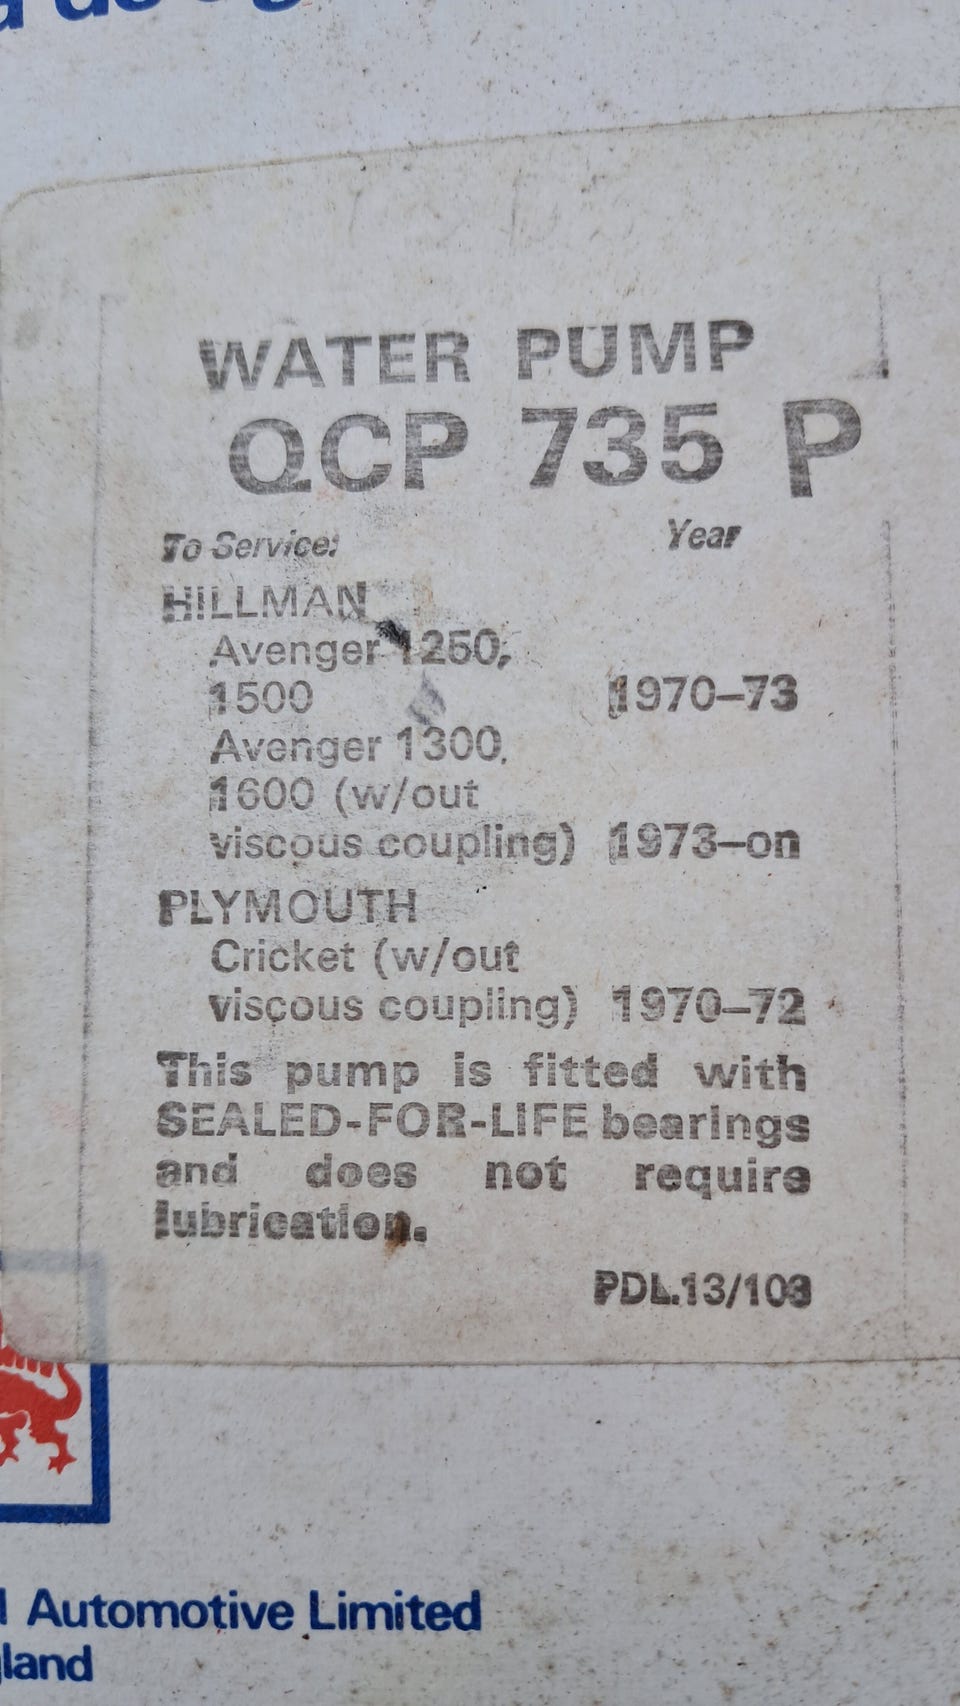 WATER PUMP
QCP 735 P
To Service: Year
HILLMAN
Avenger 1250,
1500 1970–73
Avenger 1300,
1600 (w/out
viscous coupling) 1973–on
PLYMOUTH
Cricket (w/out
viscous coupling) 1970–72
This pump is fitted with
SEALED-FOR-LIFE bearings
and does not require
lubrication.
PDL.13/103
Automotive Limited
gland